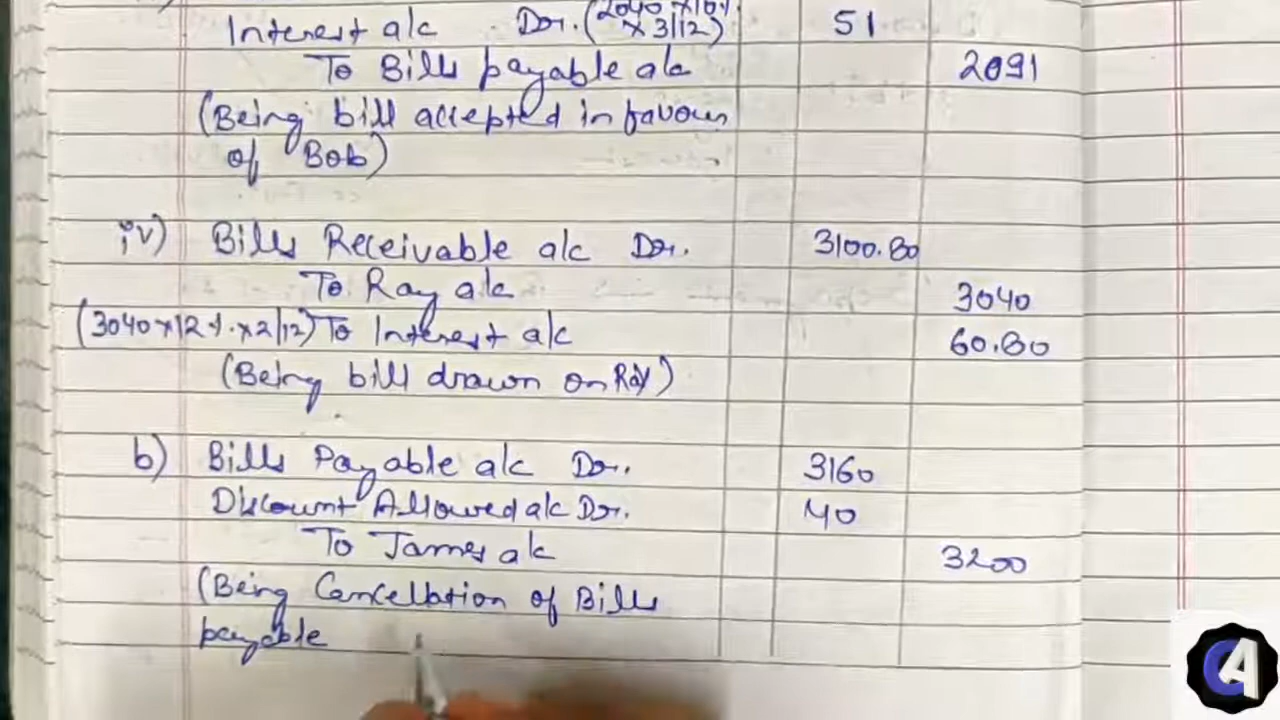 Interest a/c Dr. (2040 × 10% × 3/12) 51
To Bills payable a/c 2091
(Being bill accepted in favour
of Bob)
iv) Bills Receivable a/c Dr. 3100.80
To Ray a/c 3040
(3040×12%×2/12) To Interest a/c 60.80
(Being bill drawn on Ray)
b) Bills Payable a/c Dr. 3160
Discount Allowed a/c Dr. 40
To James a/c 3200
(Being Cancellation of Bills
payable
CA